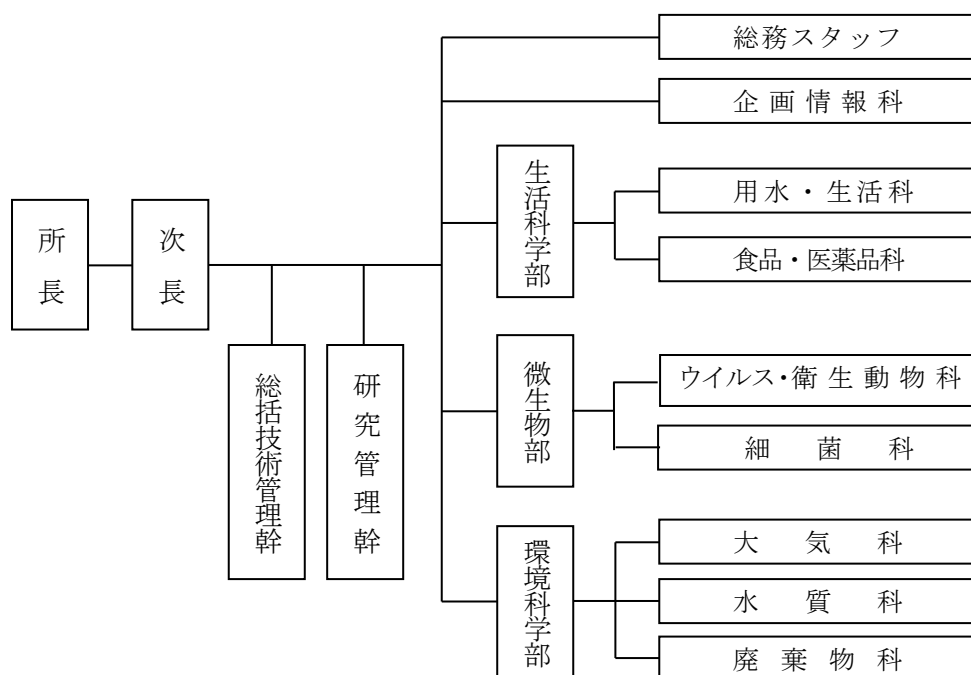 所長
次長
総括技術管理幹
研究管理幹
総務スタッフ
企画情報科
生活科学部
用水・生活科
食品・医薬品科
微生物部
ウイルス・衛生動物科
細菌科
環境科学部
大気科
水質科
廃棄物科